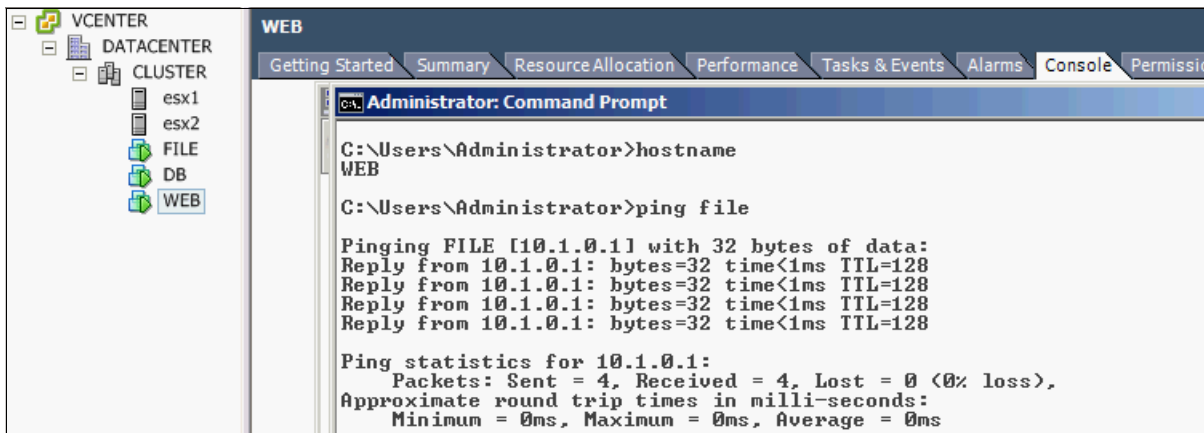 VCENTER
DATACENTER
CLUSTER
esx1
esx2
FILE
DB
WEB
WEB
Getting Started Summary Resource Allocation Performance Tasks & Events Alarms Console Permissi
Administrator: Command Prompt
C:\Users\Administrator>hostname
WEB
C:\Users\Administrator>ping file
Pinging FILE [10.1.0.1] with 32 bytes of data:
Reply from 10.1.0.1: bytes=32 time<1ms TTL=128
Reply from 10.1.0.1: bytes=32 time<1ms TTL=128
Reply from 10.1.0.1: bytes=32 time<1ms TTL=128
Reply from 10.1.0.1: bytes=32 time<1ms TTL=128
Ping statistics for 10.1.0.1:
Packets: Sent = 4, Received = 4, Lost = 0 (0% loss),
Approximate round trip times in milli-seconds:
Minimum = 0ms, Maximum = 0ms, Average = 0ms